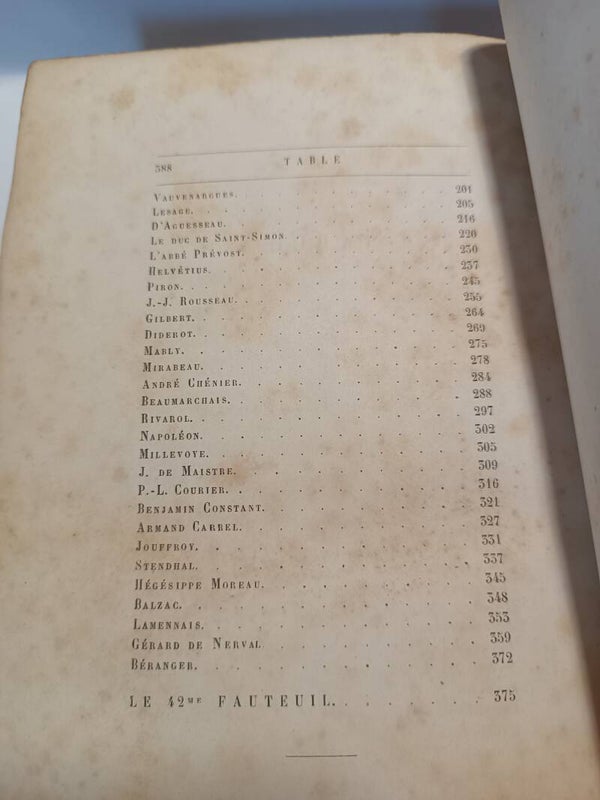 388 TABLE
VAUVENARGUES. 201
LESAGE. 205
D'AGUESSEAU. 216
LE DUC DE SAINT-SIMON. 220
L'ABBÉ PRÉVOST. 230
HELVÉTIUS. 237
PIRON. 245
J.-J. ROUSSEAU. 255
GILBERT. 264
DIDEROT. 269
MABLY. 275
MIRABEAU. 278
ANDRÉ CHÉNIER. 284
BEAUMARCHAIS. 288
RIVAROL. 297
NAPOLÉON. 302
MILLEVOYE. 305
J. DE MAISTRE. 309
P.-L. COURIER. 316
BENJAMIN CONSTANT. 321
ARMAND CARREL. 327
JOUFFROY. 331
STENDHAL. 337
HÉGÉSIPPE MOREAU. 345
BALZAC. 348
LAMENNAIS. 353
GÉRARD DE NERVAL 359
BÉRANGER. 372
LE 42ME FAUTEUIL. 375